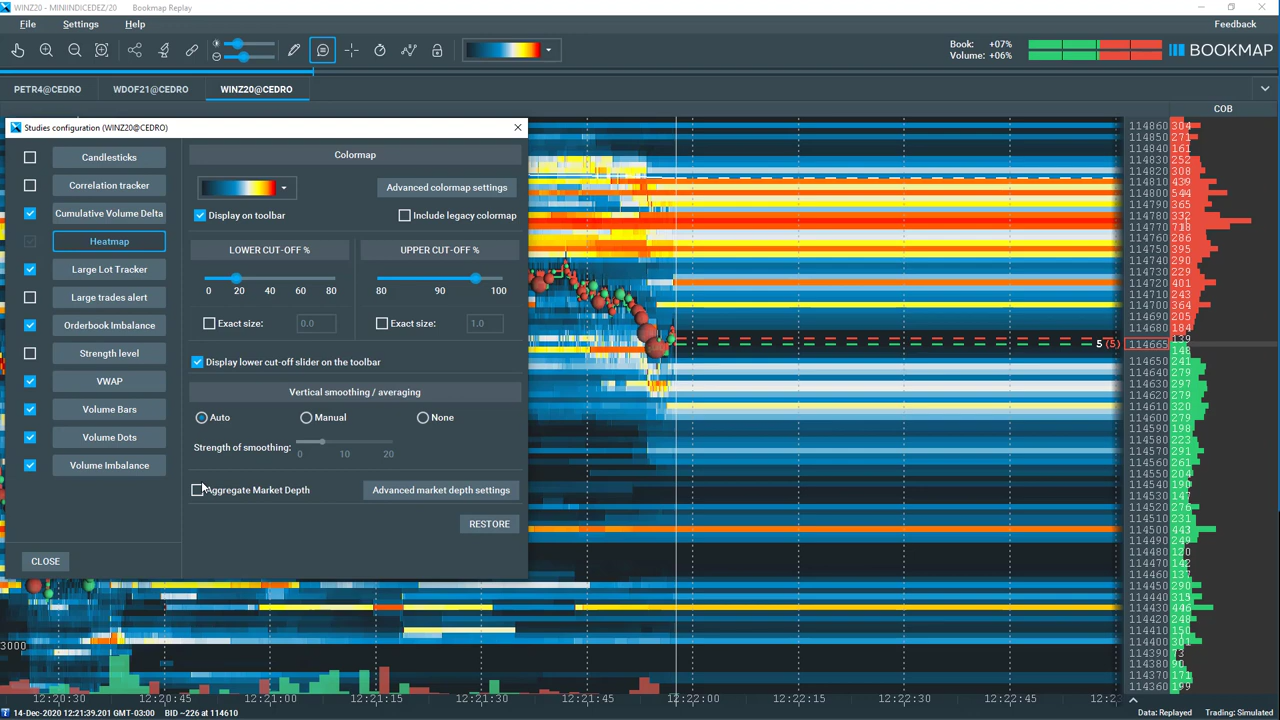 WINZ20 - MINIINDICEDEZ/20
Bookmap Replay
File Settings Help Feedback
Book: +07%
Volume: +06%
BOOKMAP
PETR4@CEDRO WDOF21@CEDRO WINZ20@CEDRO
COB
Studies configuration (WINZ20@CEDRO)
Candlesticks
Correlation tracker
Cumulative Volume Delta
Heatmap
Large Lot Tracker
Large trades alert
Orderbook Imbalance
Strength level
VWAP
Volume Bars
Volume Dots
Volume Imbalance
CLOSE
Colormap
Advanced colormap settings
Display on toolbar Include legacy colormap
LOWER CUT-OFF % UPPER CUT-OFF %
0 20 40 60 80 80 90 100
Exact size: 0.0 Exact size: 1.0
Display lower cut-off slider on the toolbar
Vertical smoothing / averaging
Auto Manual None
Strength of smoothing:
0 10 20
Aggregate Market Depth Advanced market depth settings
RESTORE
114860 304
114850 271
114840 161
114830 252
114820 308
114810 439
114800 544
114790 365
114780 332
114770 718
114760 286
114750 395
114740 290
114730 229
114720 401
114710 243
114700 364
114690 205
114680 184
139
5 (5) 114665
148
114650 241
114640 279
114630 297
114620 279
114610 320
114600 279
114590 198
114580 223
114570 291
114560 261
114550 204
114540 194
114530 147
114520 276
114510 231
114500 443
114490 249
114480 120
114470 142
114460 137
114450 290
114440 315
114430 446
114420 248
114410 150
114400 301
114390 73
114380 90
114370 171
114360 199
3000
12:20:30 12:20:45 12:21:00 12:21:15 12:21:30 12:21:45 12:22:00 12:22:15 12:22:30 12:22:45
14-Dec-2020 12:21:39.201 GMT-03:00 BID ~226 at 114610
Data: Replayed Trading: Simulated